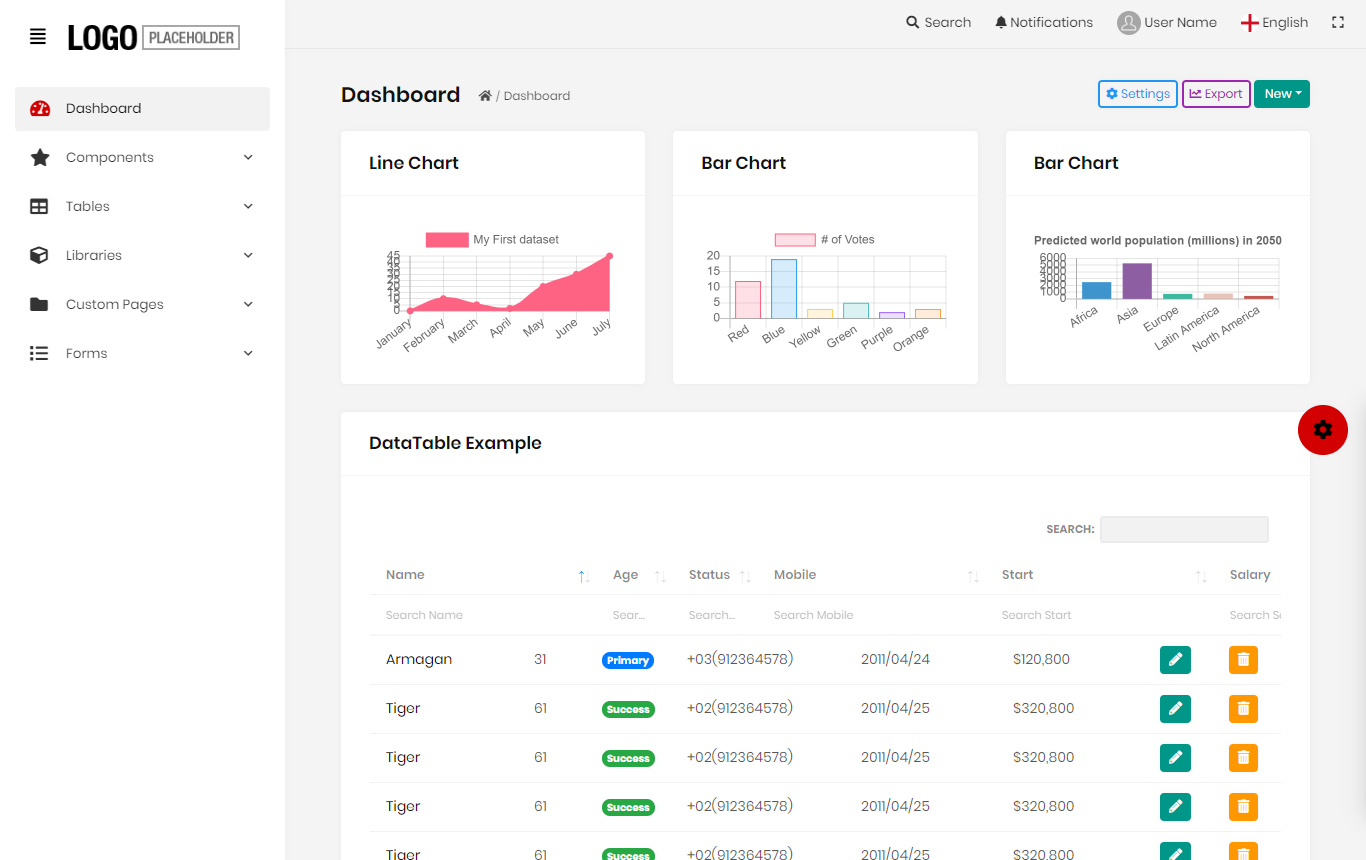 LOGO PLACEHOLDER
Search Notifications User Name English
Dashboard
Components
Tables
Libraries
Custom Pages
Forms
Dashboard / Dashboard
Settings Export New
Line Chart
My First dataset
45
40
35
30
25
20
15
10
5
0
January February March April May June July
Bar Chart
# of Votes
20
15
10
5
0
Red Blue Yellow Green Purple Orange
Bar Chart
Predicted world population (millions) in 2050
6000
5000
4000
3000
2000
1000
0
Africa Asia Europe Latin America North America
DataTable Example
SEARCH:
Name Age Status Mobile Start Salary
Search Name Sear... Search... Search Mobile Search Start Search
Armagan 31 Primary +03(912364578) 2011/04/24 $120,800
Tiger 61 Success +02(912364578) 2011/04/25 $320,800
Tiger 61 Success +02(912364578) 2011/04/25 $320,800
Tiger 61 Success +02(912364578) 2011/04/25 $320,800
Tiger 61 Success +02(912364578) 2011/04/25 $320,800